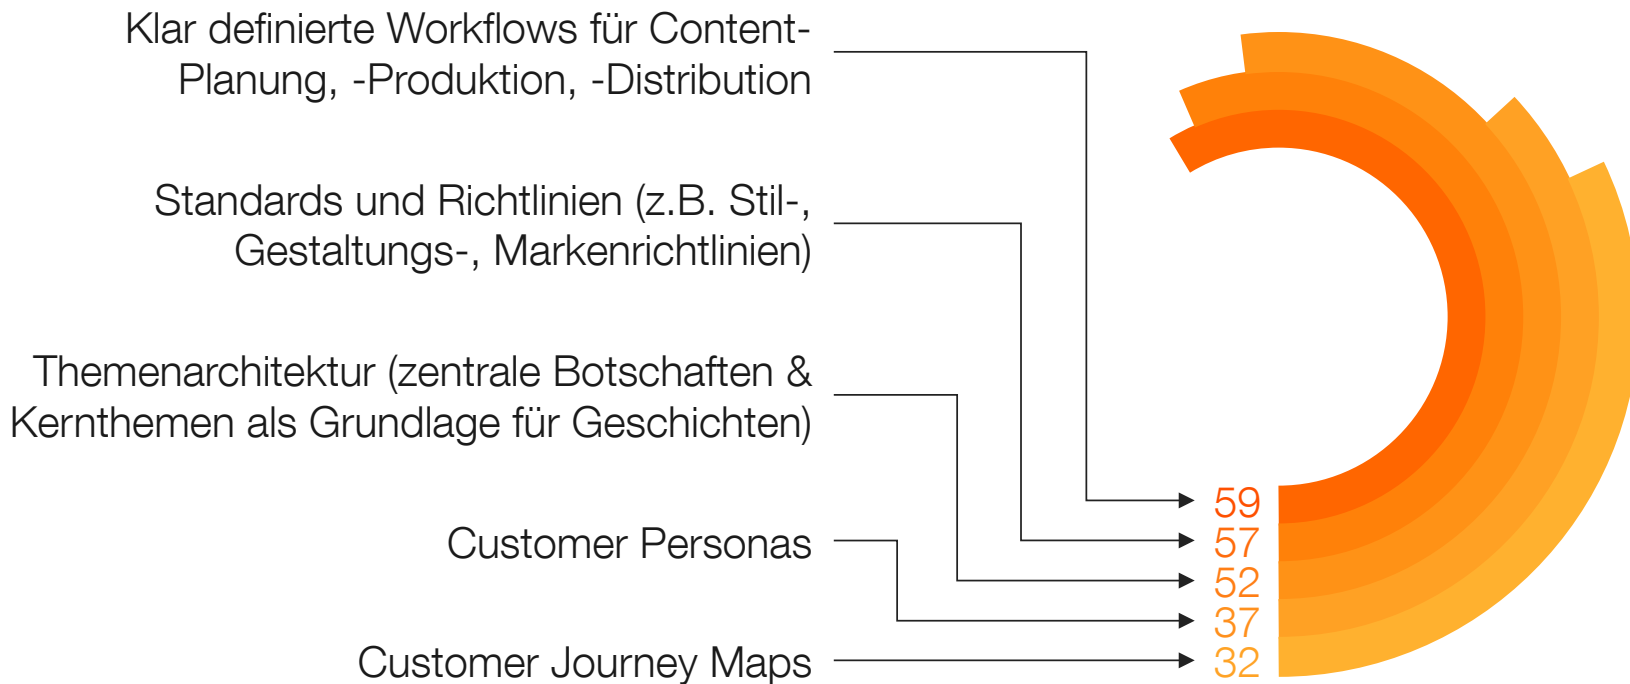 Klar definierte Workflows für Content-
Planung, -Produktion, -Distribution
Standards und Richtlinien (z.B. Stil-,
Gestaltungs-, Markenrichtlinien)
Themenarchitektur (zentrale Botschaften &
Kernthemen als Grundlage für Geschichten)
Customer Personas
Customer Journey Maps
59
57
52
37
32